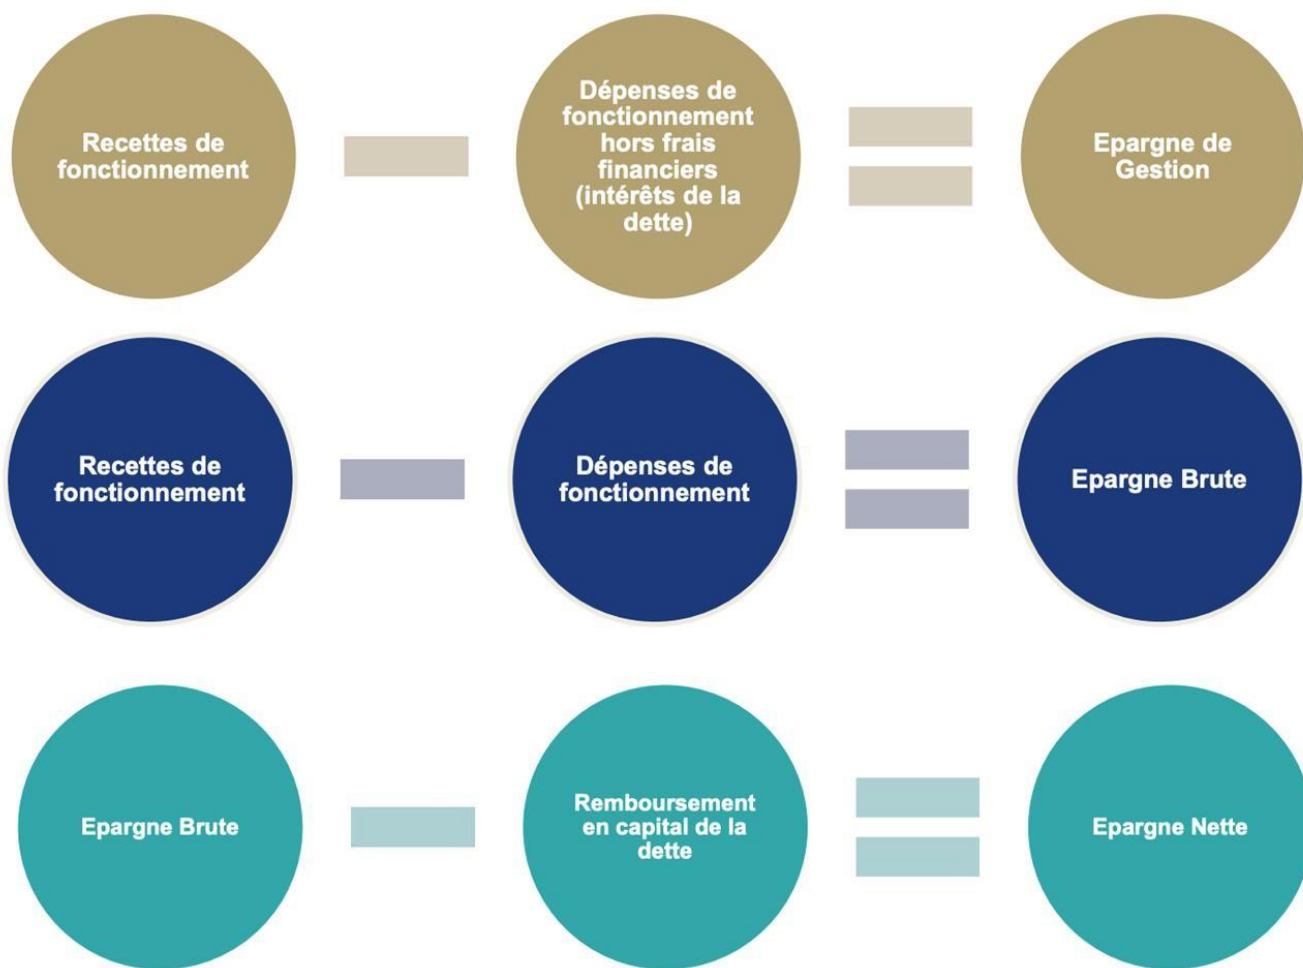 Recettes de
fonctionnement
Dépenses de
fonctionnement
hors frais
financiers
(intérêts de la
dette)
Epargne de
Gestion
Recettes de
fonctionnement
Dépenses de
fonctionnement
Epargne Brute
Epargne Brute
Remboursement
en capital de la
dette
Epargne Nette